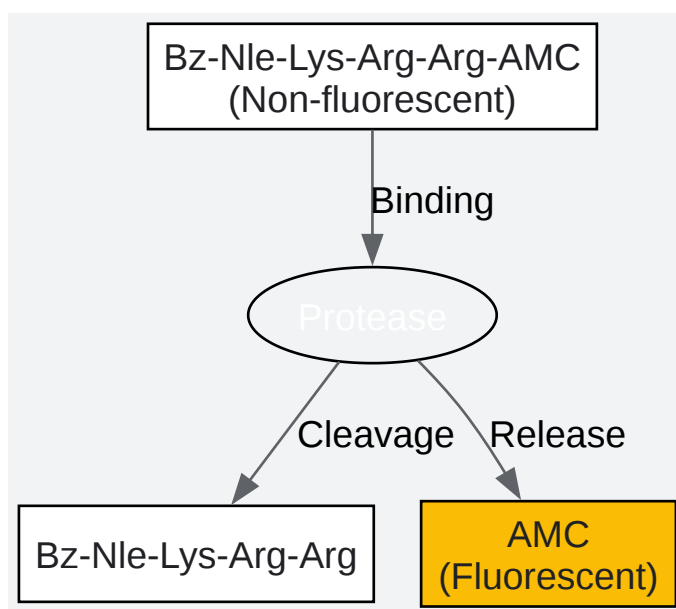 Bz-Nle-Lys-Arg-Arg-AMC
(Non-fluorescent)
Binding
Protease
Cleavage
Release
Bz-Nle-Lys-Arg-Arg
AMC
(Fluorescent)